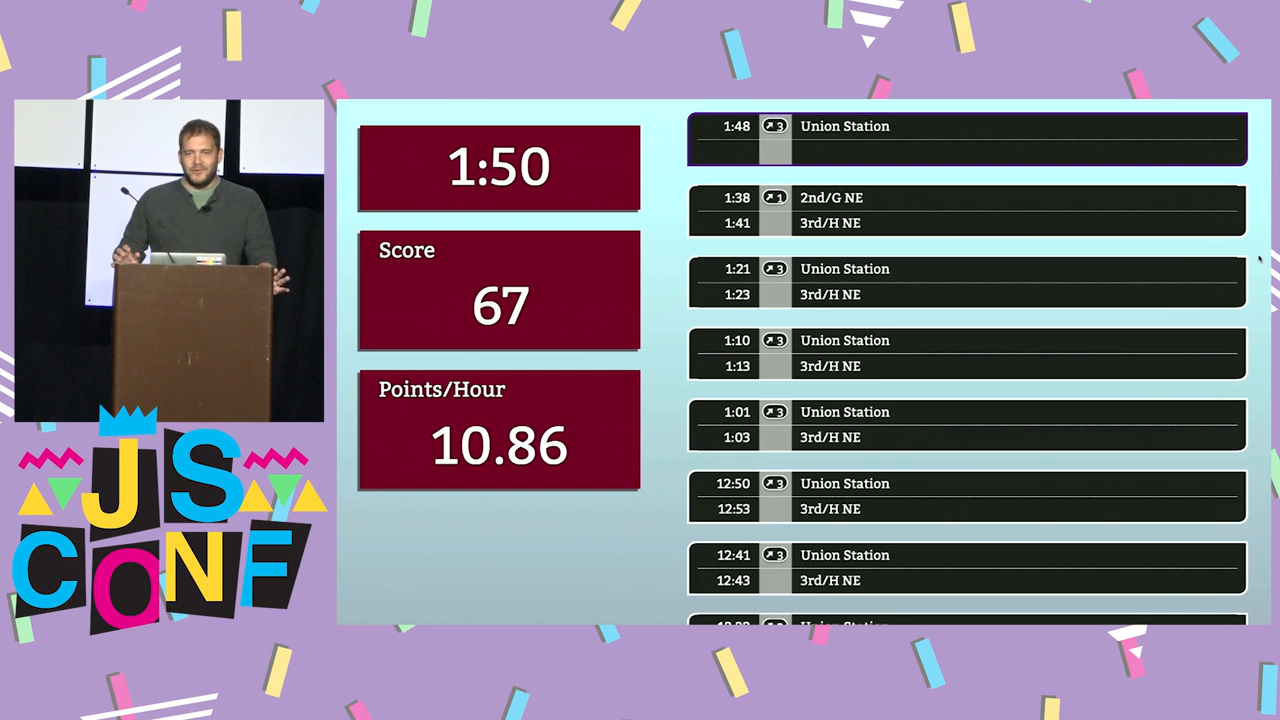 1:50
Score
67
Points/Hour
10.86
1:48 3 Union Station
1:38 1 2nd/G NE
1:41 3rd/H NE
1:21 3 Union Station
1:23 3rd/H NE
1:10 3 Union Station
1:13 3rd/H NE
1:01 3 Union Station
1:03 3rd/H NE
12:50 3 Union Station
12:53 3rd/H NE
12:41 3 Union Station
12:43 3rd/H NE
Union Station
JS
CONF